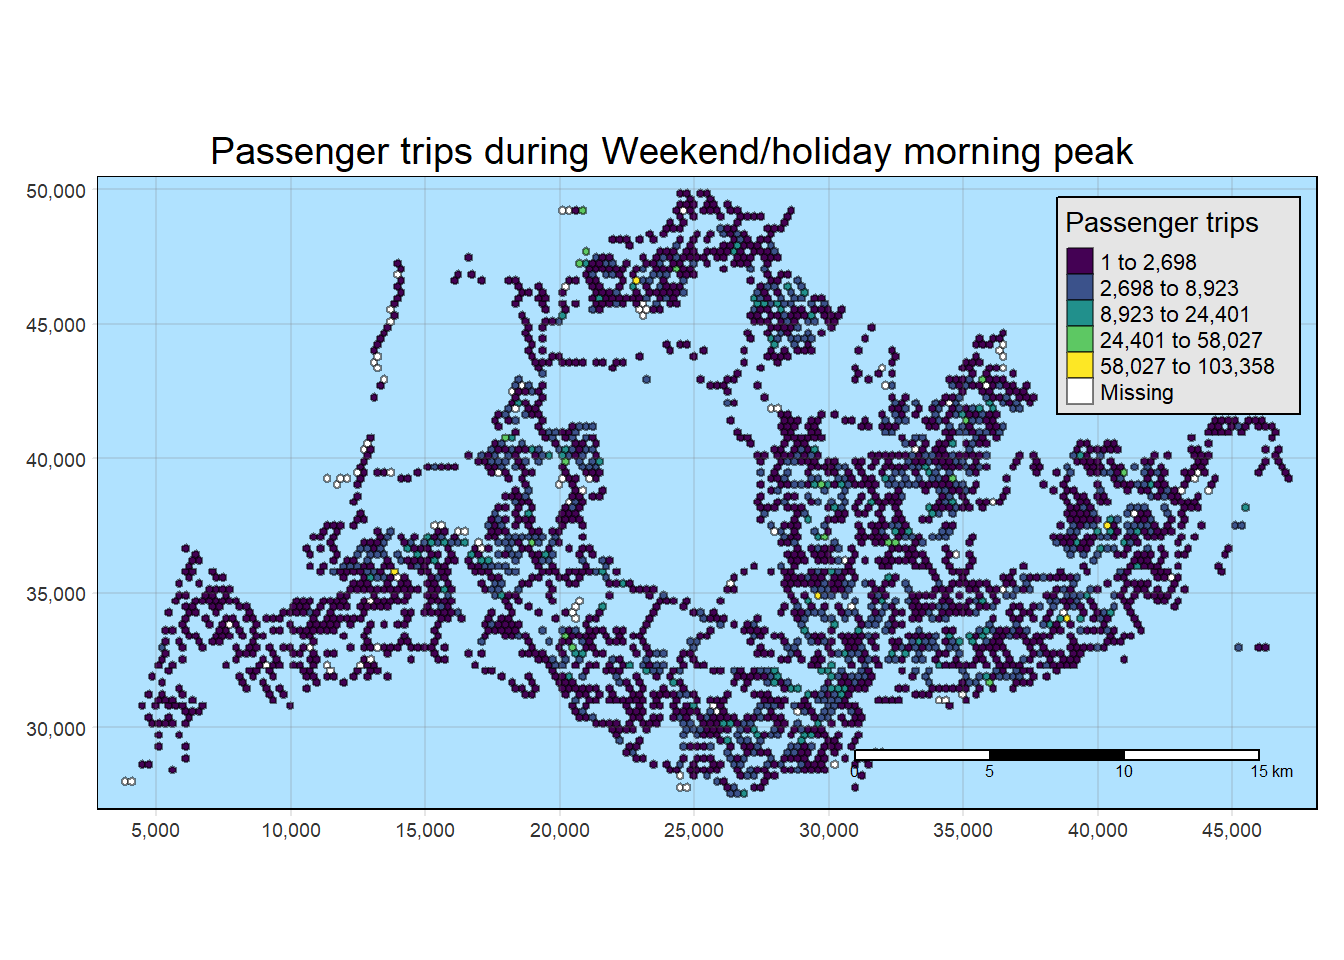 Passenger trips during Weekend/holiday morning peak
50,000
45,000
40,000
35,000
30,000
Passenger trips
1 to 2,698
2,698 to 8,923
8,923 to 24,401
24,401 to 58,027
58,027 to 103,358
Missing
0 5 10 15 km
5,000 10,000 15,000 20,000 25,000 30,000 35,000 40,000 45,000